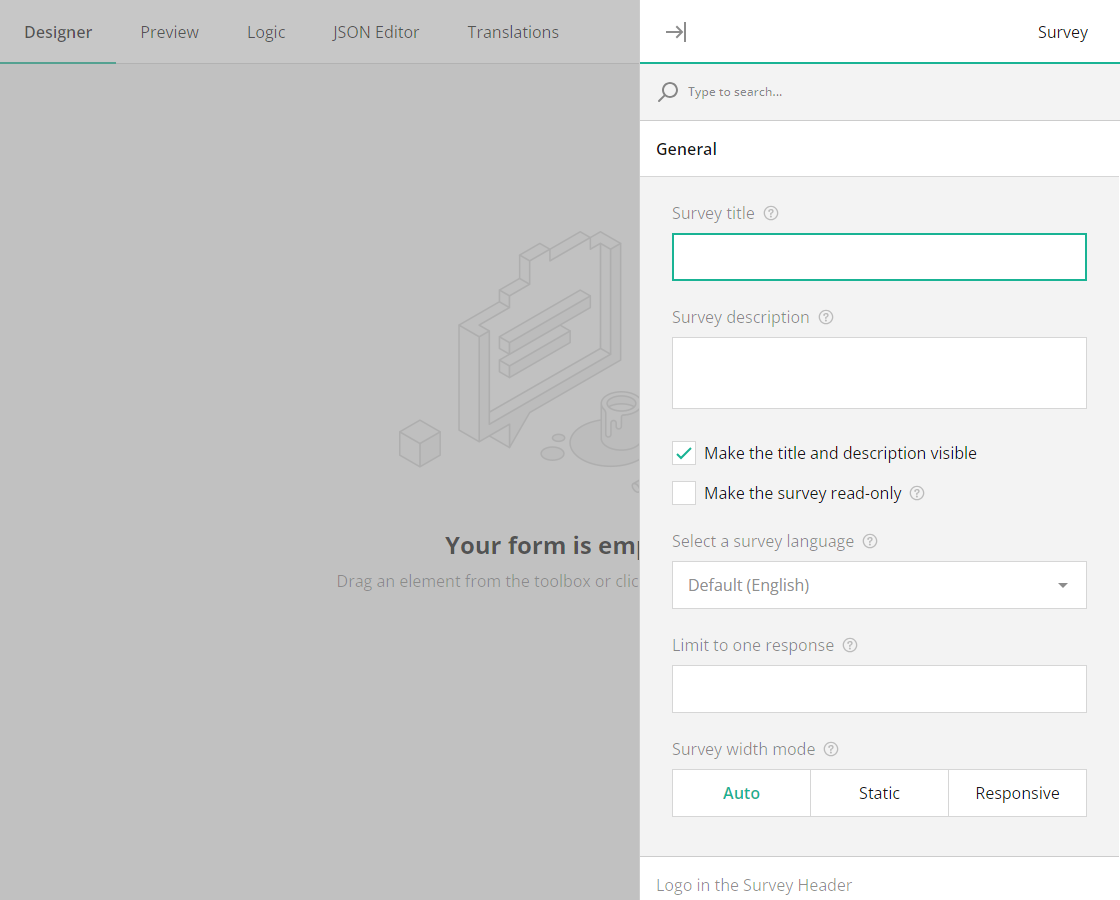 Designer Preview Logic JSON Editor Translations
Survey
Type to search...
General
Survey title ?
Survey description ?
Make the title and description visible
Make the survey read-only ?
Select a survey language ?
Default (English)
Limit to one response ?
Survey width mode ?
Auto Static Responsive
Logo in the Survey Header
Your form is
Drag an element from the toolbox or